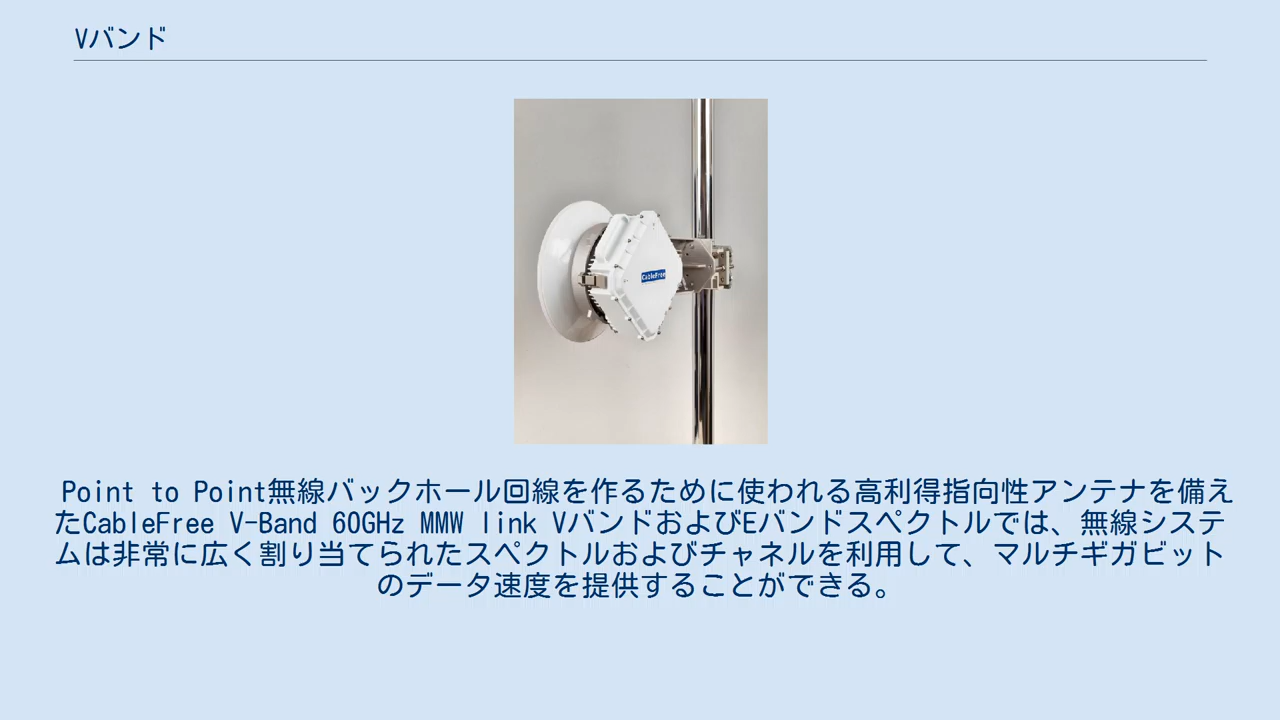 Vバンド
CableFree
Point to Point無線バックホール回線を作るために使われる高利得指向性アンテナを備え
たCableFree V-Band 60GHz MMW link VバンドおよびEバンドスペクトルでは、無線システ
ムは非常に広く割り当てられたスペクトルおよびチャネルを利用して、マルチギガビット
のデータ速度を提供することができる。